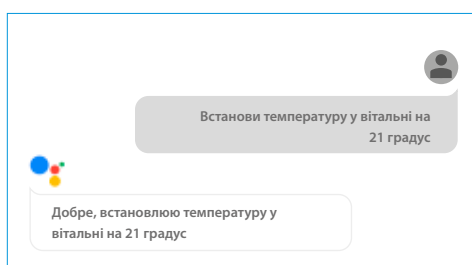 Встанови температуру у вітальні на
21 градус
Добре, встановлюю температуру у
вітальні на 21 градус